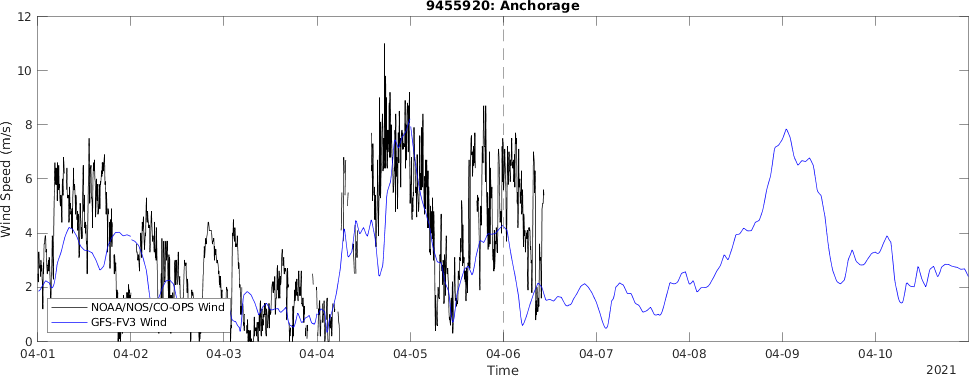 9455920: Anchorage
12
10
8
6
4
2
0
Wind Speed (m/s)
NOAA/NOS/CO-OPS Wind
GFS-FV3 Wind
04-01 04-02 04-03 04-04 04-05 04-06 04-07 04-08 04-09 04-10
Time
2021